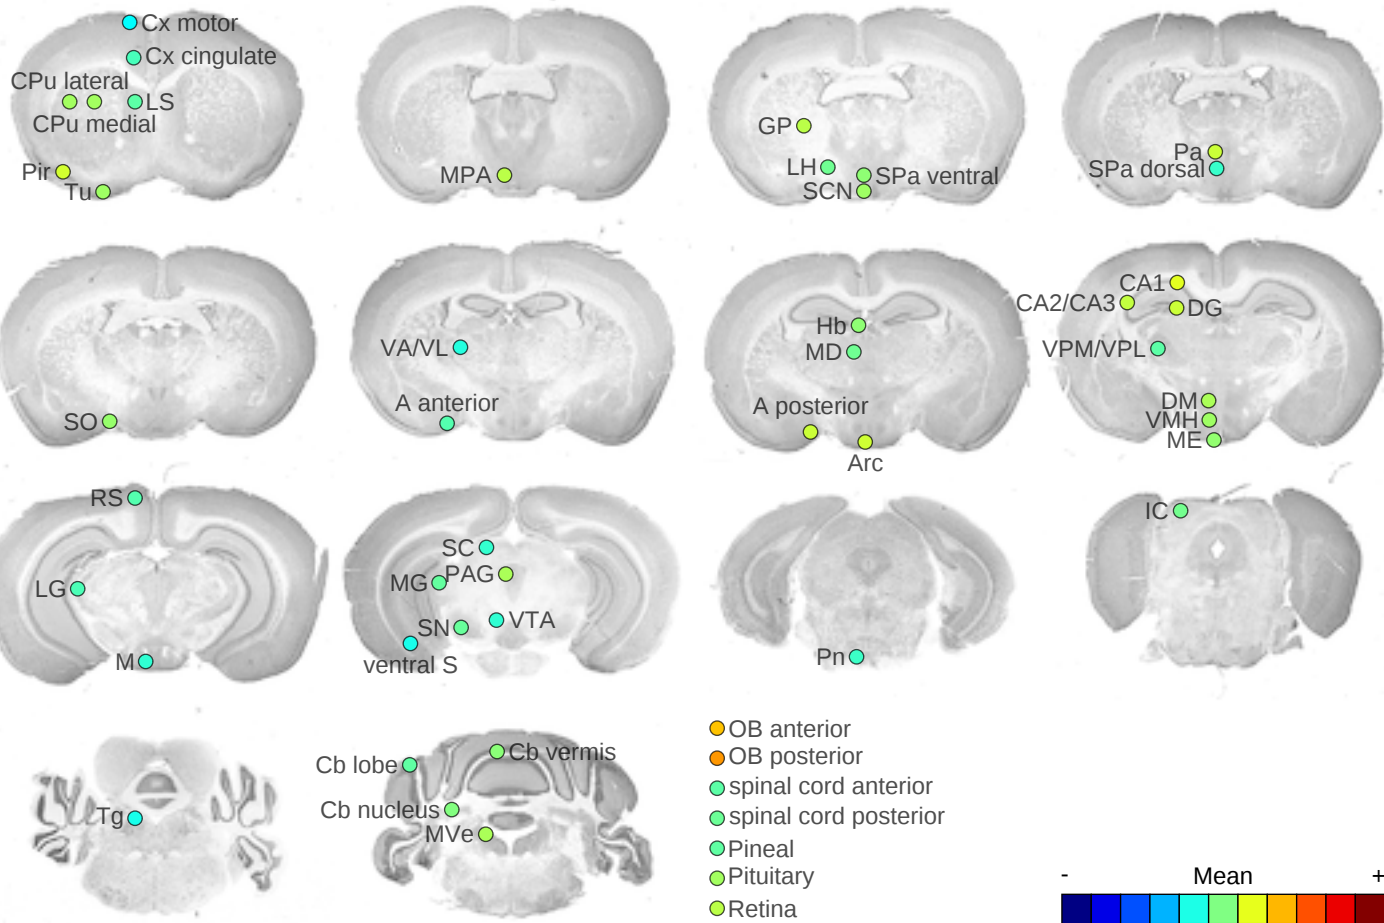 Cx motor
Cx cingulate
CPu lateral
LS
CPu medial
Pir
Tu
MPA
GP
LH
SPa ventral
SCN
Pa
SPa dorsal
SO
VA/VL
A anterior
Hb
MD
A posterior
Arc
CA1
CA2/CA3
DG
VPM/VPL
DM
VMH
ME
RS
LG
M
SC
MG
PAG
SN
VTA
ventral S
Pn
IC
Tg
Cb lobe
Cb vermis
Cb nucleus
MVe
OB anterior
OB posterior
spinal cord anterior
spinal cord posterior
Pineal
Pituitary
Retina
- Mean +